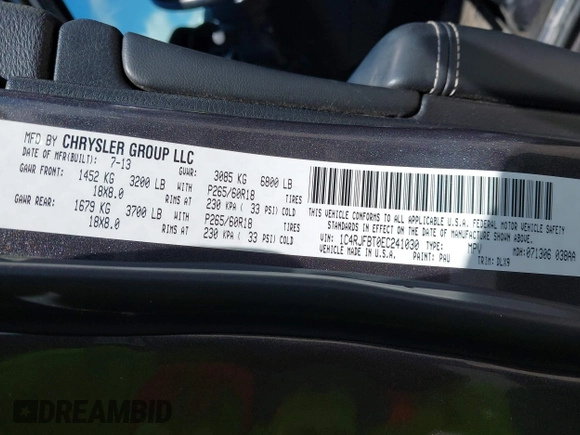 MFD BY CHRYSLER GROUP LLC
DATE OF MFR(BUILT): 7-13 GVWR: 3085 KG 6800 LB
GAWR FRONT: 1452 KG 3200 LB WITH P265/60R18 TIRES
18X8.0 RIMS AT 230 KPA ( 33 PSI) COLD
GAWR REAR: 1679 KG 3700 LB WITH P265/60R18 TIRES
18X8.0 RIMS AT 230 KPA ( 33 PSI) COLD
THIS VEHICLE CONFORMS TO ALL APPLICABLE U.S.A. FEDERAL MOTOR VEHICLE SAFETY
STANDARDS IN EFFECT ON THE DATE OF MANUFACTURE SHOWN ABOVE.
VIN: 1C4RJFBT0EC241030 TYPE: MPV MDH: 071306 038AA
VEHICLE MADE IN U.S.A. PAINT: PAU TRIM: DLX9
DREAMBID